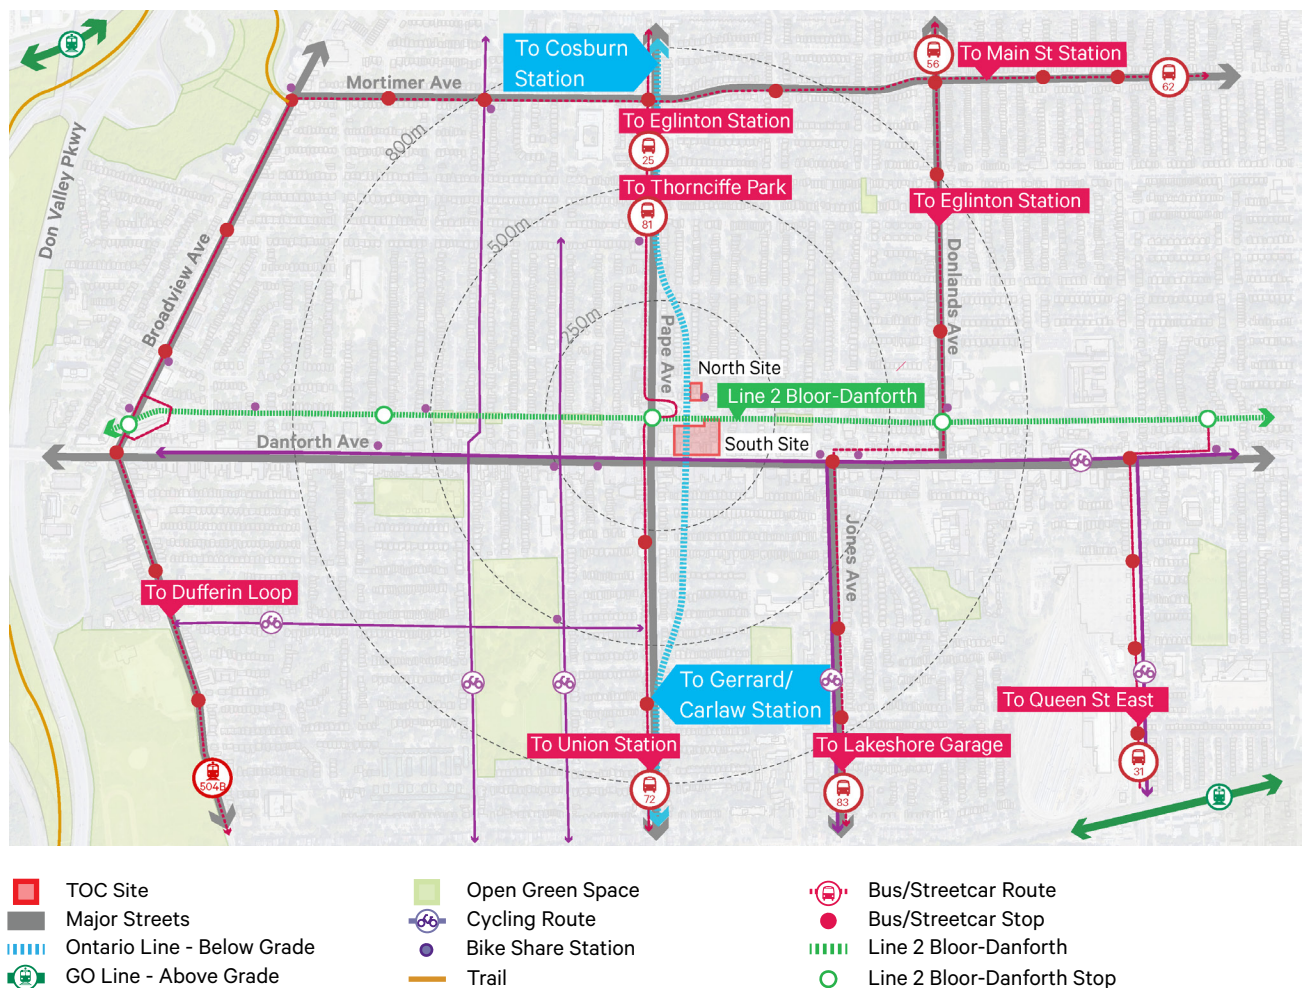 To Cosburn
Station
56
To Main St Station
62
Mortimer Ave
800m
To Eglinton Station
25
To Thorncliffe Park
81
Don Valley Pkwy
500m
To Eglinton Station
Broadview Ave
Donlands Ave
250m
Pape Ave
North Site
Line 2 Bloor-Danforth
Danforth Ave
South Site
Jones Ave
To Dufferin Loop
To Gerrard/
Carlaw Station
To Queen St East
To Union Station
To Lakeshore Garage
504B
72
83
31
TOC Site
Major Streets
Ontario Line - Below Grade
GO Line - Above Grade
Open Green Space
Cycling Route
Bike Share Station
Trail
Bus/Streetcar Route
Bus/Streetcar Stop
Line 2 Bloor-Danforth
Line 2 Bloor-Danforth Stop